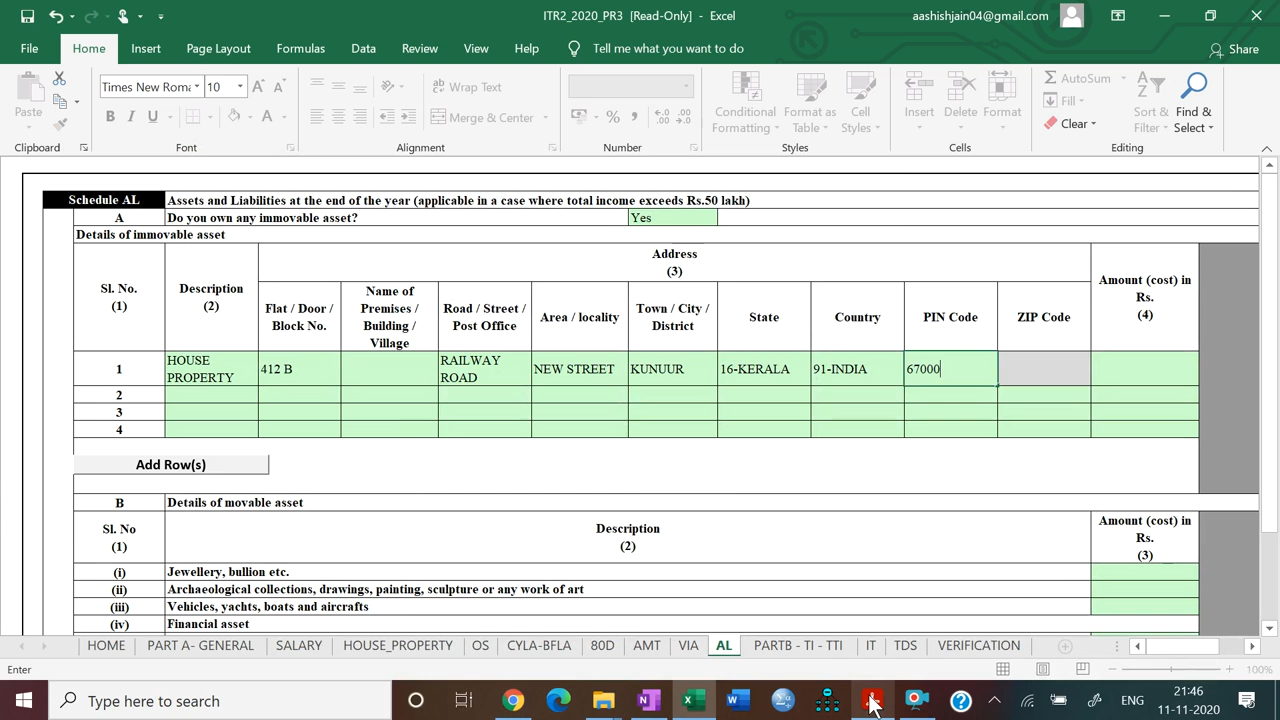 ITR2_2020_PR3 [Read-Only] - Excel
aashishjain04@gmail.com
File Home Insert Page Layout Formulas Data Review View Help Tell me what you want to do Share
Paste
Clipboard
Times New Roma 10
B I U A
Font
Wrap Text
Merge & Center
Alignment
%
Number
Conditional Formatting
Format as Table
Cell Styles
Styles
Insert Delete Format
Cells
AutoSum
Fill
Clear
Sort & Filter
Find & Select
Editing
Schedule AL Assets and Liabilities at the end of the year (applicable in a case where total income exceeds Rs.50 lakh)
A Do you own any immovable asset? Yes
Details of immovable asset
Sl. No. (1)
Description (2)
Address (3)
Amount (cost) in Rs. (4)
Flat / Door / Block No.
Name of Premises / Building / Village
Road / Street / Post Office
Area / locality
Town / City / District
State
Country
PIN Code
ZIP Code
1 HOUSE PROPERTY 412 B RAILWAY ROAD NEW STREET KUNUUR 16-KERALA 91-INDIA 67000
2
3
4
Add Row(s)
B Details of movable asset
Sl. No (1)
Description (2)
Amount (cost) in Rs. (3)
(i) Jewellery, bullion etc.
(ii) Archaeological collections, drawings, painting, sculpture or any work of art
(iii) Vehicles, yachts, boats and aircrafts
(iv) Financial asset
HOME PART A- GENERAL SALARY HOUSE_PROPERTY OS CYLA-BFLA 80D AMT VIA AL PARTB - TI - TTI IT TDS VERIFICATION
Enter
100%
Type here to search
ENG
21:46
11-11-2020